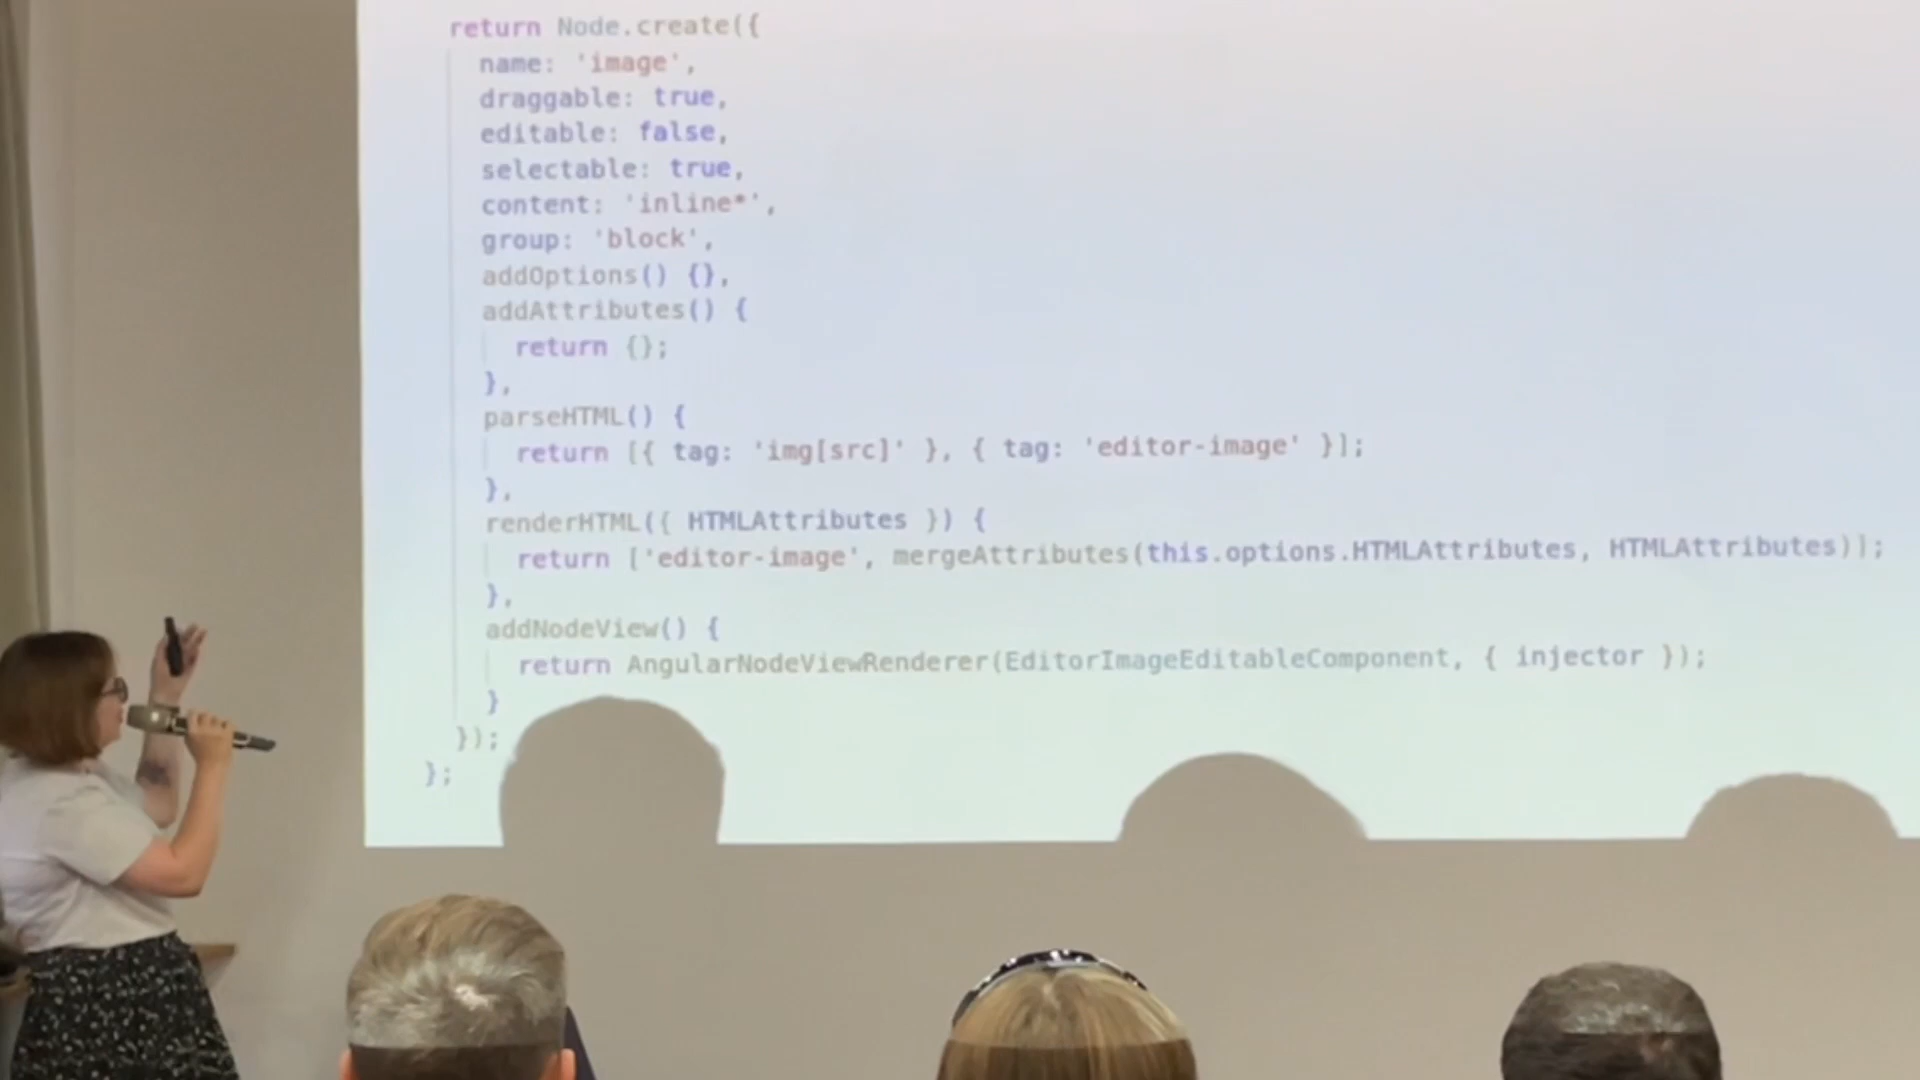 return Node.create({
name: 'image',
draggable: true,
editable: false,
selectable: true,
content: 'inline*',
group: 'block',
addOptions() {},
addAttributes() {
return {};
},
parseHTML() {
return [{ tag: 'img[src]' }, { tag: 'editor-image' }];
},
renderHTML({ HTMLAttributes }) {
return ['editor-image', mergeAttributes(this.options.HTMLAttributes, HTMLAttributes)];
},
addNodeView() {
return AngularNodeViewRenderer(EditorImageEditableComponent, { injector });
}
});
};